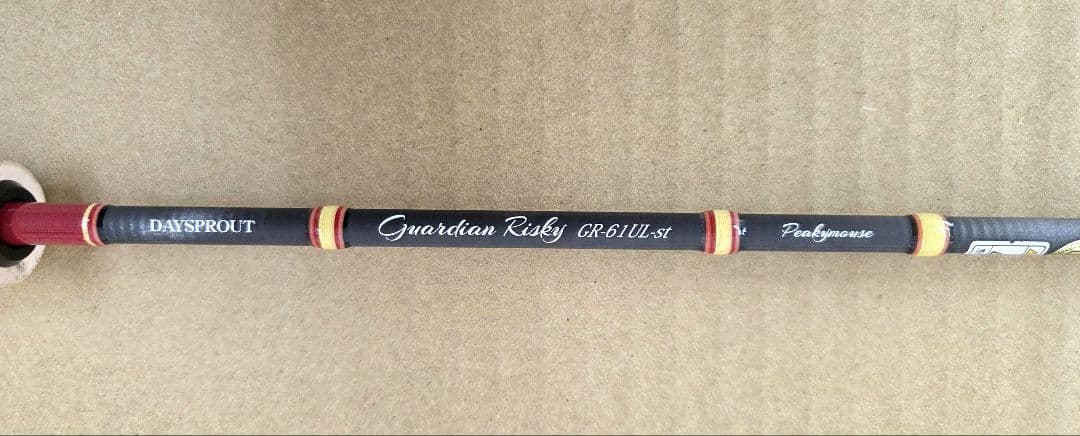 DAYSPROUT Guardian Risky GR-61UL-st Peakymouse